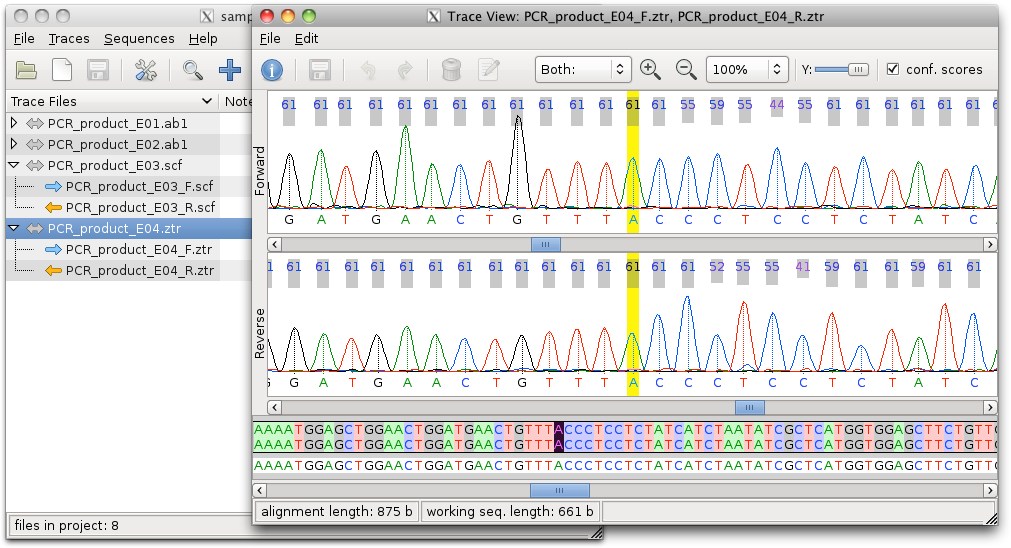 samp
Trace View: PCR_product_E04_F.ztr, PCR_product_E04_R.ztr
File Traces Sequences Help
File Edit
Both: 100% Y: conf. scores
Trace Files Note
PCR_product_E01.ab1
PCR_product_E02.ab1
PCR_product_E03.scf
PCR_product_E03_F.scf
PCR_product_E03_R.scf
PCR_product_E04.ztr
PCR_product_E04_F.ztr
PCR_product_E04_R.ztr
files in project: 8
Forward
61 61 61 61 61 61 61 61 61 61 61 61 61 61 55 59 55 44 55 61 61 61 61 61 61
G A T G A A C T G T T T A C C C T C C T C T A T C
Reverse
61 61 61 61 61 61 61 61 61 61 61 61 61 61 61 52 55 55 41 59 61 61 59 61 61
G G A T G A A C T G T T T A C C C T C C T C T A T C
AAAATGGAGCTGGAACTGGATGAACTGTTTACCCTCCTCTATCATCTAATATCGCTCATGGTGGAGCTTCTGTT
AAAATGGAGCTGGAACTGGATGAACTGTTTACCCTCCTCTATCATCTAATATCGCTCATGGTGGAGCTTCTGTT
AAAATGGAGCTGGAACTGGATGAACTGTTTACCCTCCTCTATCATCTAATATCGCTCATGGTGGAGCTTCTGTT
alignment length: 875 b working seq. length: 661 b